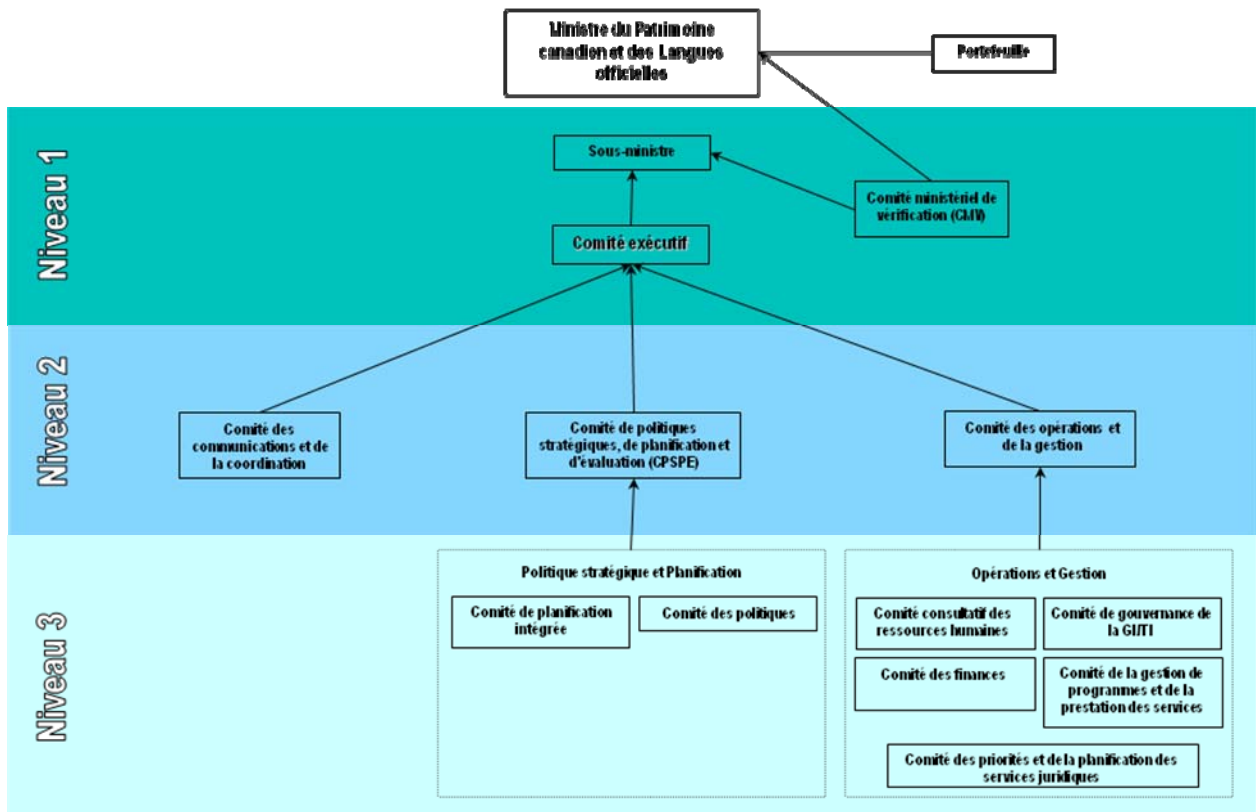 Ministre du Patrimoine
canadien et des Langues
officielles
Portefeuille
Niveau 1
Sous-ministre
Comité ministériel de
vérification (CMV)
Comité exécutif
Niveau 2
Comité des
communications et de
la coordination
Comité de politiques
stratégiques, de planification et
d'évaluation (CPSPE)
Comité des opérations et
de la gestion
Niveau 3
Politique stratégique et Planification
Comité de planification
intégrée
Comité des politiques
Opérations et Gestion
Comité consultatif des
ressources humaines
Comité de gouvernance de
la GI/TI
Comité des finances
Comité de la gestion de
programmes et de la
prestation des services
Comité des priorités et de la planification des
services juridiques